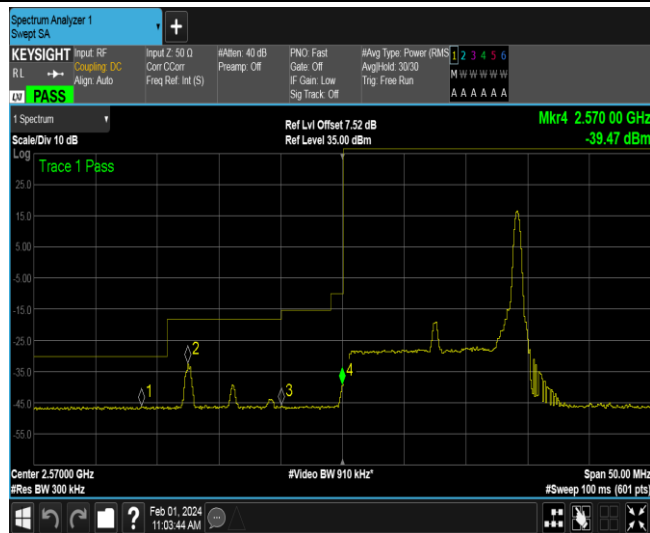 Spectrum Analyzer 1
Swept SA
+
KEYSIGHT Input: RF
RL Coupling: DC
Align: Auto
LXI PASS
Input Z: 50 Ω
Corr CCorr
Freq Ref: Int (S)
#Atten: 40 dB
Preamp: Off
PNO: Fast
Gate: Off
IF Gain: Low
Sig Track: Off
#Avg Type: Power (RMS
Avg|Hold: 30/30
Trig: Free Run
1 2 3 4 5 6
M W W W W W
A A A A A A
1 Spectrum
Scale/Div 10 dB
Ref Lvl Offset 7.52 dB
Ref Level 35.00 dBm
Mkr4 2.570 00 GHz
-39.47 dBm
Log
Trace 1 Pass
25.0
15.0
5.00
-5.00
-15.0
-25.0
-35.0
-45.0
-55.0
1
2
3
4
Center 2.57000 GHz
#Res BW 300 kHz
#Video BW 910 kHz*
Span 50.00 MHz
#Sweep 100 ms (601 pts)
?
Feb 01, 2024
11:03:44 AM